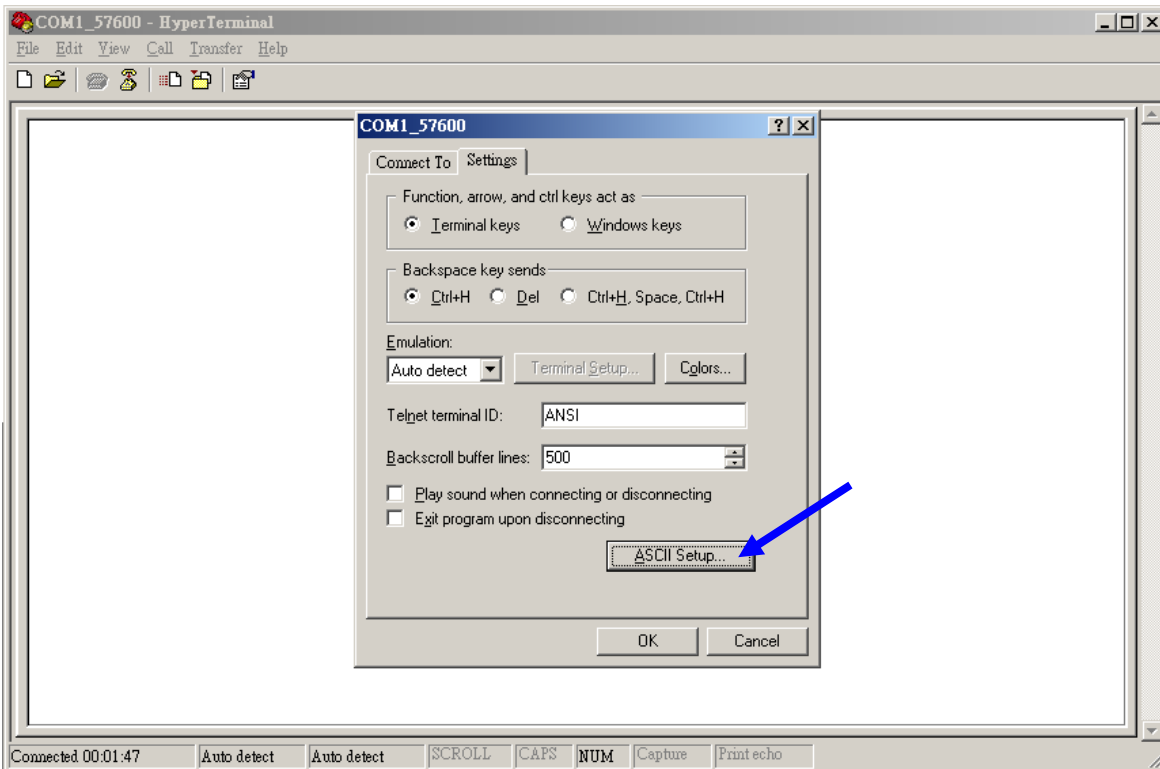 COM1_57600 - HyperTerminal
File Edit View Call Transfer Help
COM1_57600
Connect To Settings
Function, arrow, and ctrl keys act as
Terminal keys Windows keys
Backspace key sends
Ctrl+H Del Ctrl+H, Space, Ctrl+H
Emulation:
Auto detect Terminal Setup... Colors...
Telnet terminal ID: ANSI
Backscroll buffer lines: 500
Play sound when connecting or disconnecting
Exit program upon disconnecting
ASCII Setup...
OK Cancel
Connected 00:01:47 Auto detect Auto detect SCROLL CAPS NUM Capture Print echo